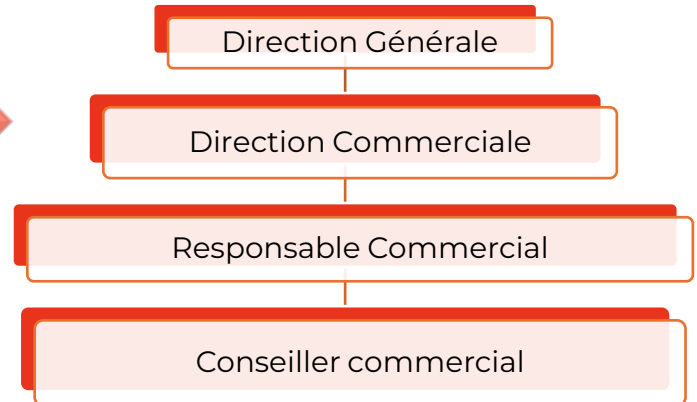 Direction Générale
Direction Commerciale
Responsable Commercial
Conseiller commercial